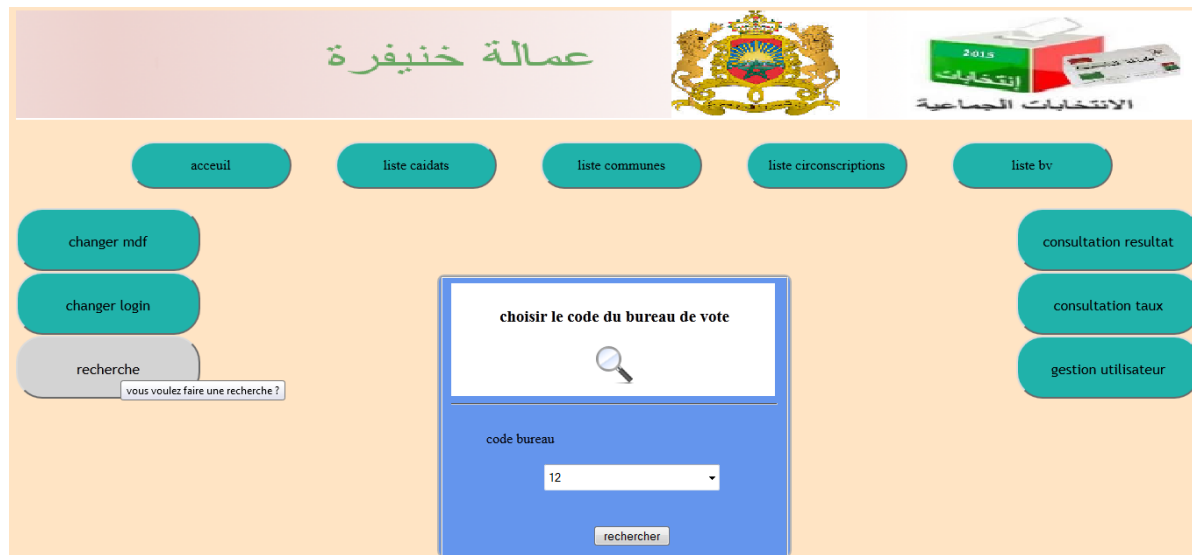 عمالة خنيفرة
2015
إنتخابات
الانتخابات الجماعية
acceuil
liste caidats
liste communes
liste circonscriptions
liste bv
changer mdf
changer login
recherche
vous voulez faire une recherche ?
choisir le code du bureau de vote
code bureau
12
rechercher
consultation resultat
consultation taux
gestion utilisateur